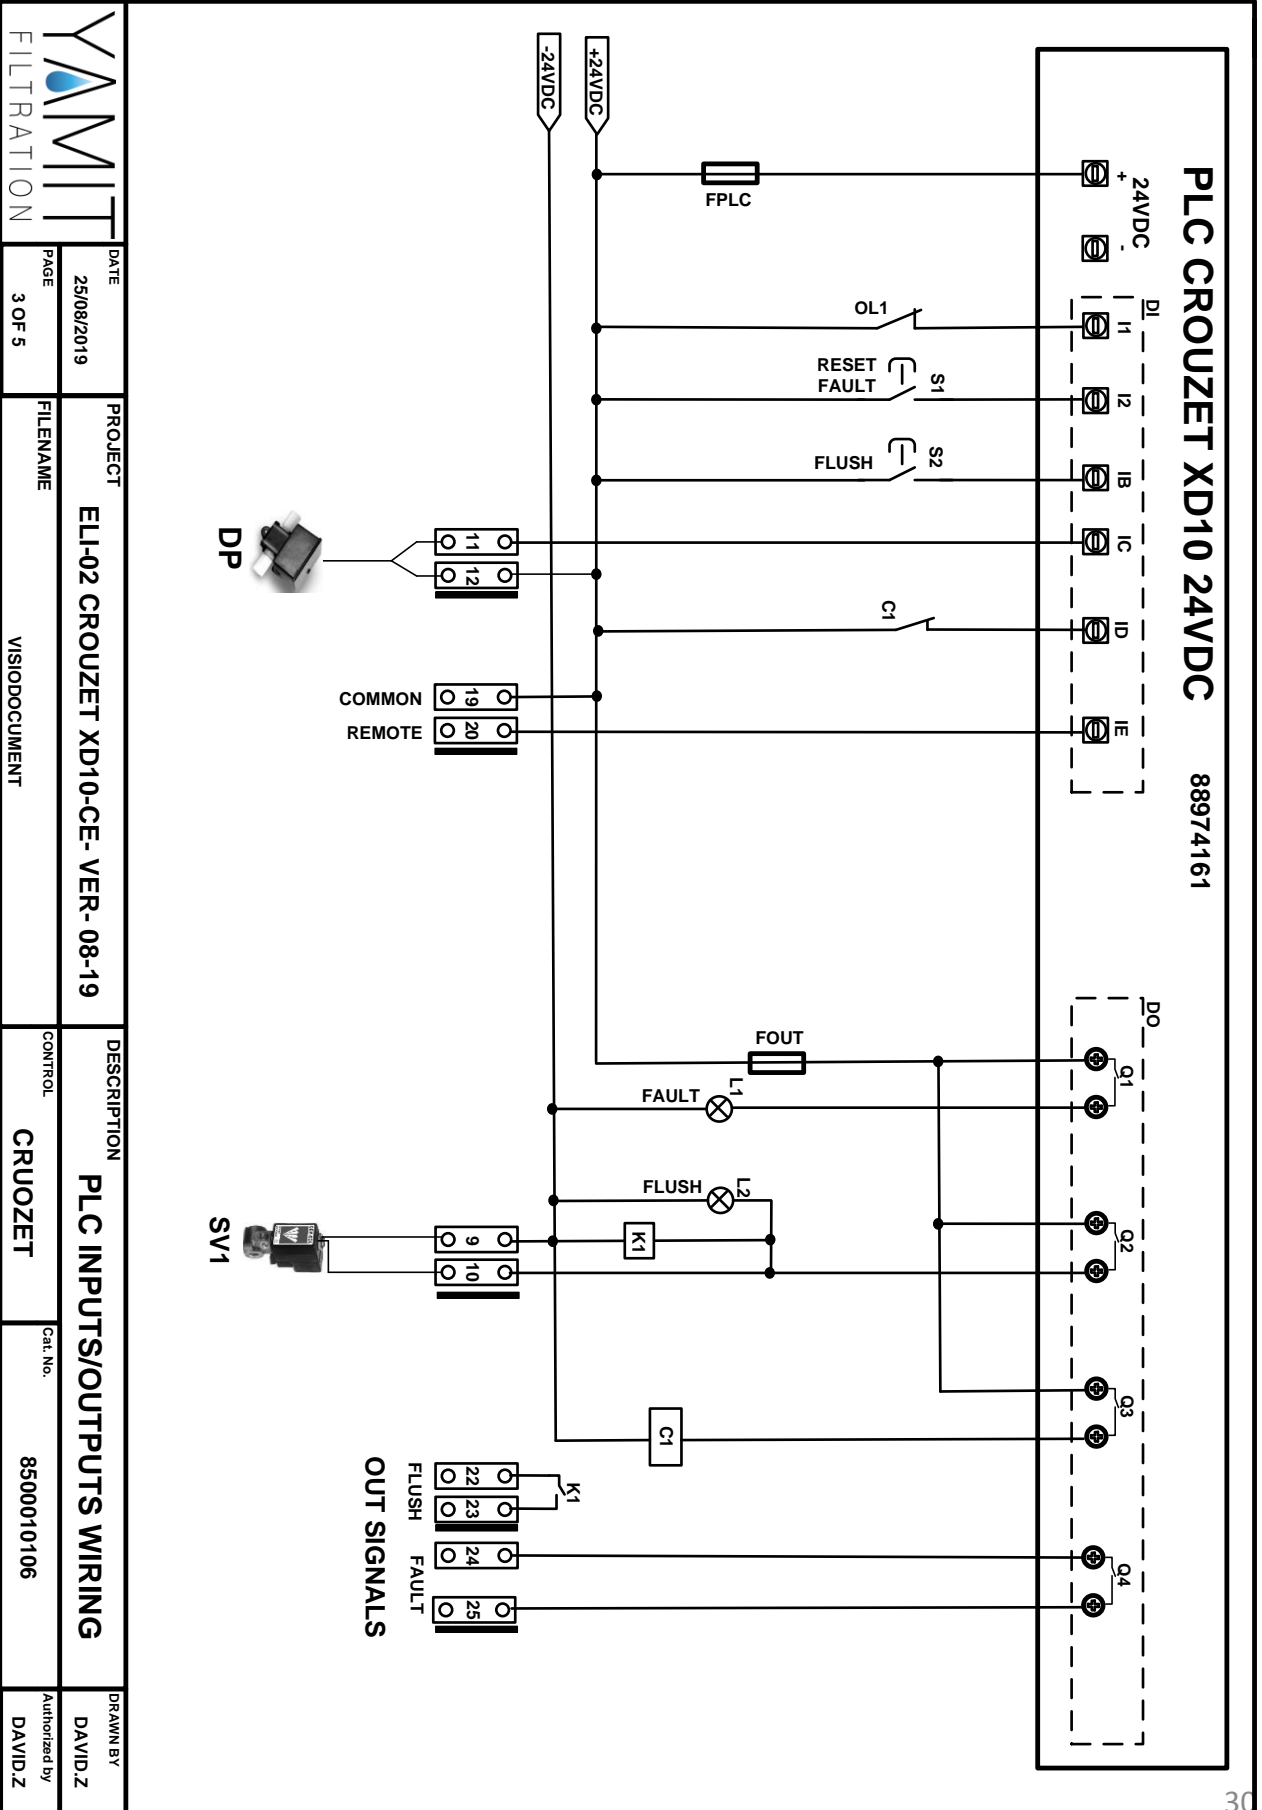 PLC CROUZET XD10 24VDC 88974161
24VDC
+ -
DI
I1 I2 IB IC ID IE
DO
Q1 Q2 Q3 Q4
+24VDC
-24VDC
FPLC
OL1
RESET
FAULT
S1
FLUSH
S2
11
12
DP
C1
COMMON 19
REMOTE 20
FOUT
FAULT
L1
FLUSH
L2
K1
9
10
SV1
C1
K1
22
23
FLUSH
24
25
FAULT
OUT SIGNALS
YAMIT
FILTRATION
DATE
25/08/2019
PAGE
3 OF 5
PROJECT
ELI-02 CROUZET XD10-CE- VER- 08-19
FILENAME
VISIODOCUMENT
DESCRIPTION
PLC INPUTS/OUTPUTS WIRING
CONTROL
CRUOZET
Cat. No.
8500010106
DRAWN BY
DAVID.Z
Authorized by
DAVID.Z
30